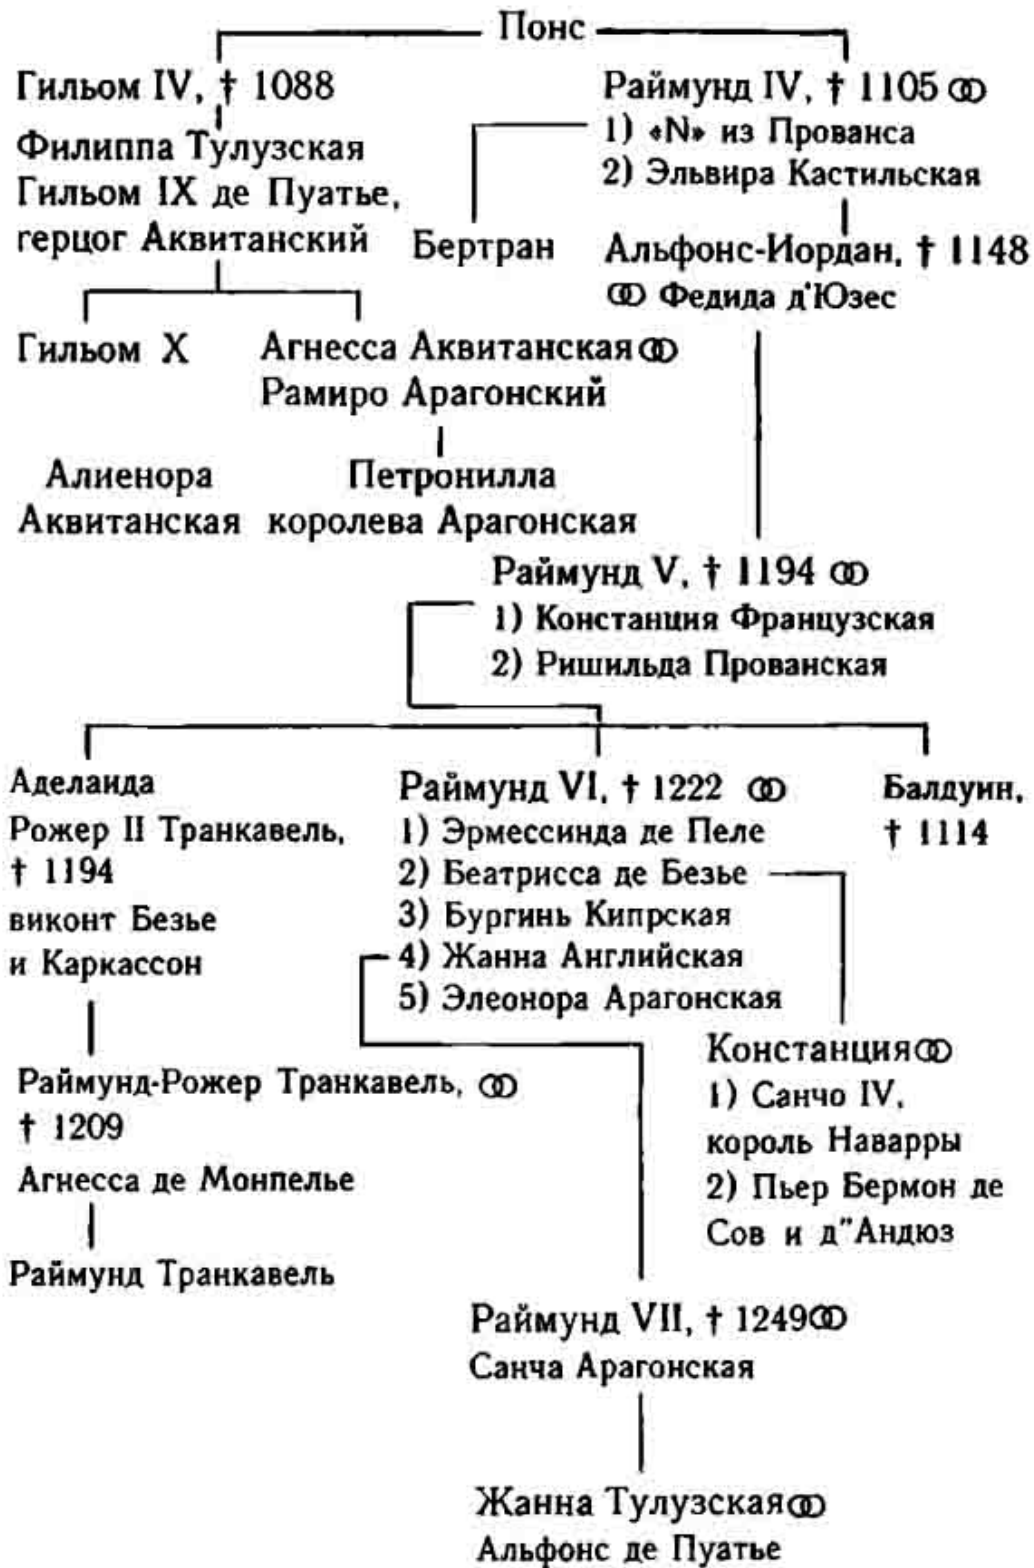 Понс
Гильом IV, † 1088
Филиппа Тулузская
Гильом IX де Пуатье,
герцог Аквитанский
Раймунд IV, † 1105 ⚭
1) «N» из Прованса
2) Эльвира Кастильская
Бертран
Альфонс-Иордан, † 1148
⚭ Федида д'Юзес
Гильом X
Агнесса Аквитанская ⚭
Рамиро Арагонский
Алиенора
Аквитанская
Петронилла
королева Арагонская
Раймунд V, † 1194 ⚭
1) Констанция Французская
2) Ришильда Прованская
Аделаида
Рожер II Транкавель,
† 1194
виконт Безье
и Каркассон
Раймунд VI, † 1222 ⚭
1) Эрмессинда де Пеле
2) Беатрисса де Безье
3) Бургинь Кипрская
4) Жанна Английская
5) Элеонора Арагонская
Балдуин,
† 1114
Раймунд-Рожер Транкавель, ⚭
† 1209
Агнесса де Монпелье
Раймунд Транкавель
Констанция ⚭
1) Санчо IV,
король Наварры
2) Пьер Бермон де
Сов и д"Андюз
Раймунд VII, † 1249 ⚭
Санча Арагонская
Жанна Тулузская ⚭
Альфонс де Пуатье